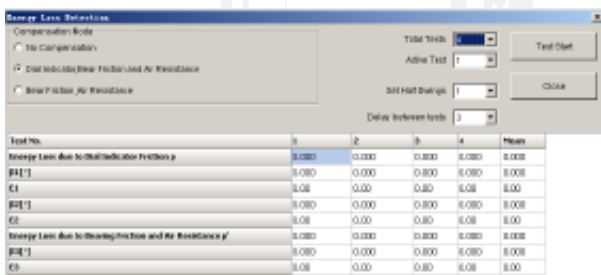 Energy Loss Detection
Compensation Mode
No Compensation
Dial Indicator,Bear Friction and Air Resistance
Bear Friction ,Air Resistance
Total Tests 4
Active Test 1
Set Half Swings 1
Delay between tests 3
Test Start
Close
Test No. 1 2 3 4 Mean
Energy Loss due to Dial Indicator Friction p 0.000 0.000 0.000 0.000 0.000
β1[°] 0.000 0.000 0.000 0.000 0.000
E1 0.00 0.00 0.00 0.00 0.00
β2[°] 0.000 0.000 0.000 0.000 0.000
E2 0.00 0.00 0.00 0.00 0.00
Energy Loss due to Bearing Friction and Air Resistance p' 0.000 0.000 0.000 0.000 0.000
β3[°] 0.000 0.000 0.000 0.000 0.000
E3 0.00 0.00 0.00 0.00 0.00